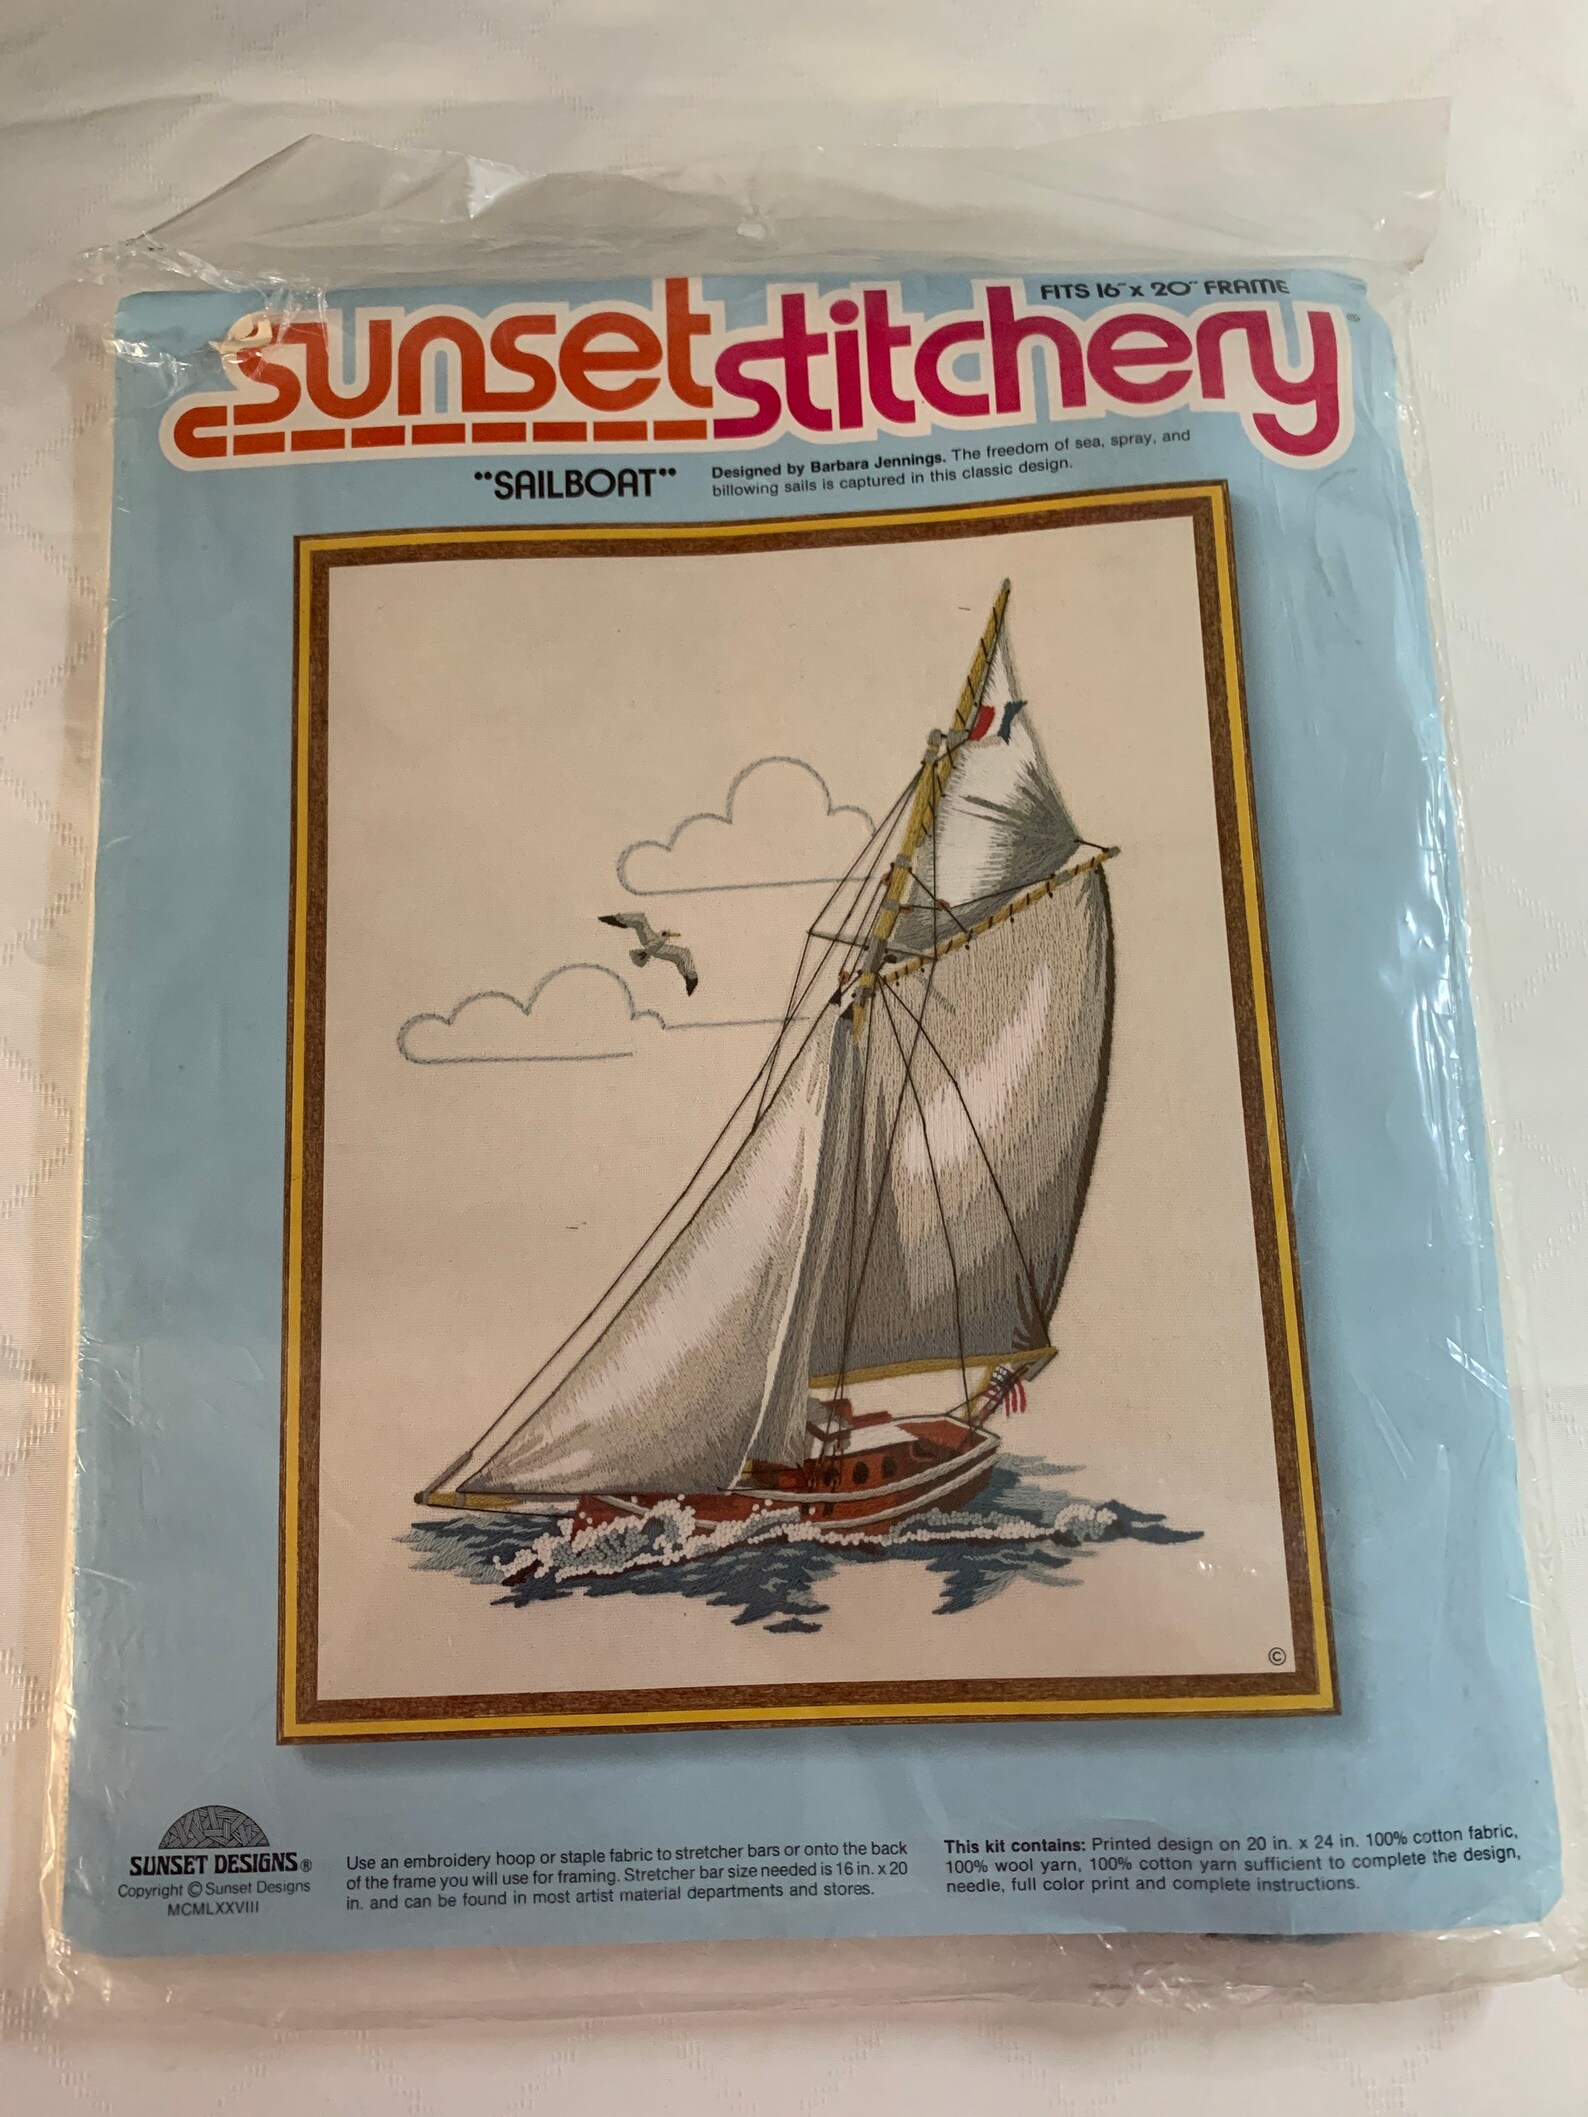 FITS 16" x 20" FRAME
sunset stitchery®
"SAILBOAT"
Designed by Barbara Jennings. The freedom of sea, spray, and
billowing sails is captured in this classic design.
©
SUNSET DESIGNS®
Copyright © Sunset Designs
MCMLXXVIII
Use an embroidery hoop or staple fabric to stretcher bars or onto the back
of the frame you will use for framing. Stretcher bar size needed is 16 in. x 20
in. and can be found in most artist material departments and stores.
This kit contains: Printed design on 20 in. x 24 in. 100% cotton fabric,
100% wool yarn, 100% cotton yarn sufficient to complete the design,
needle, full color print and complete instructions.